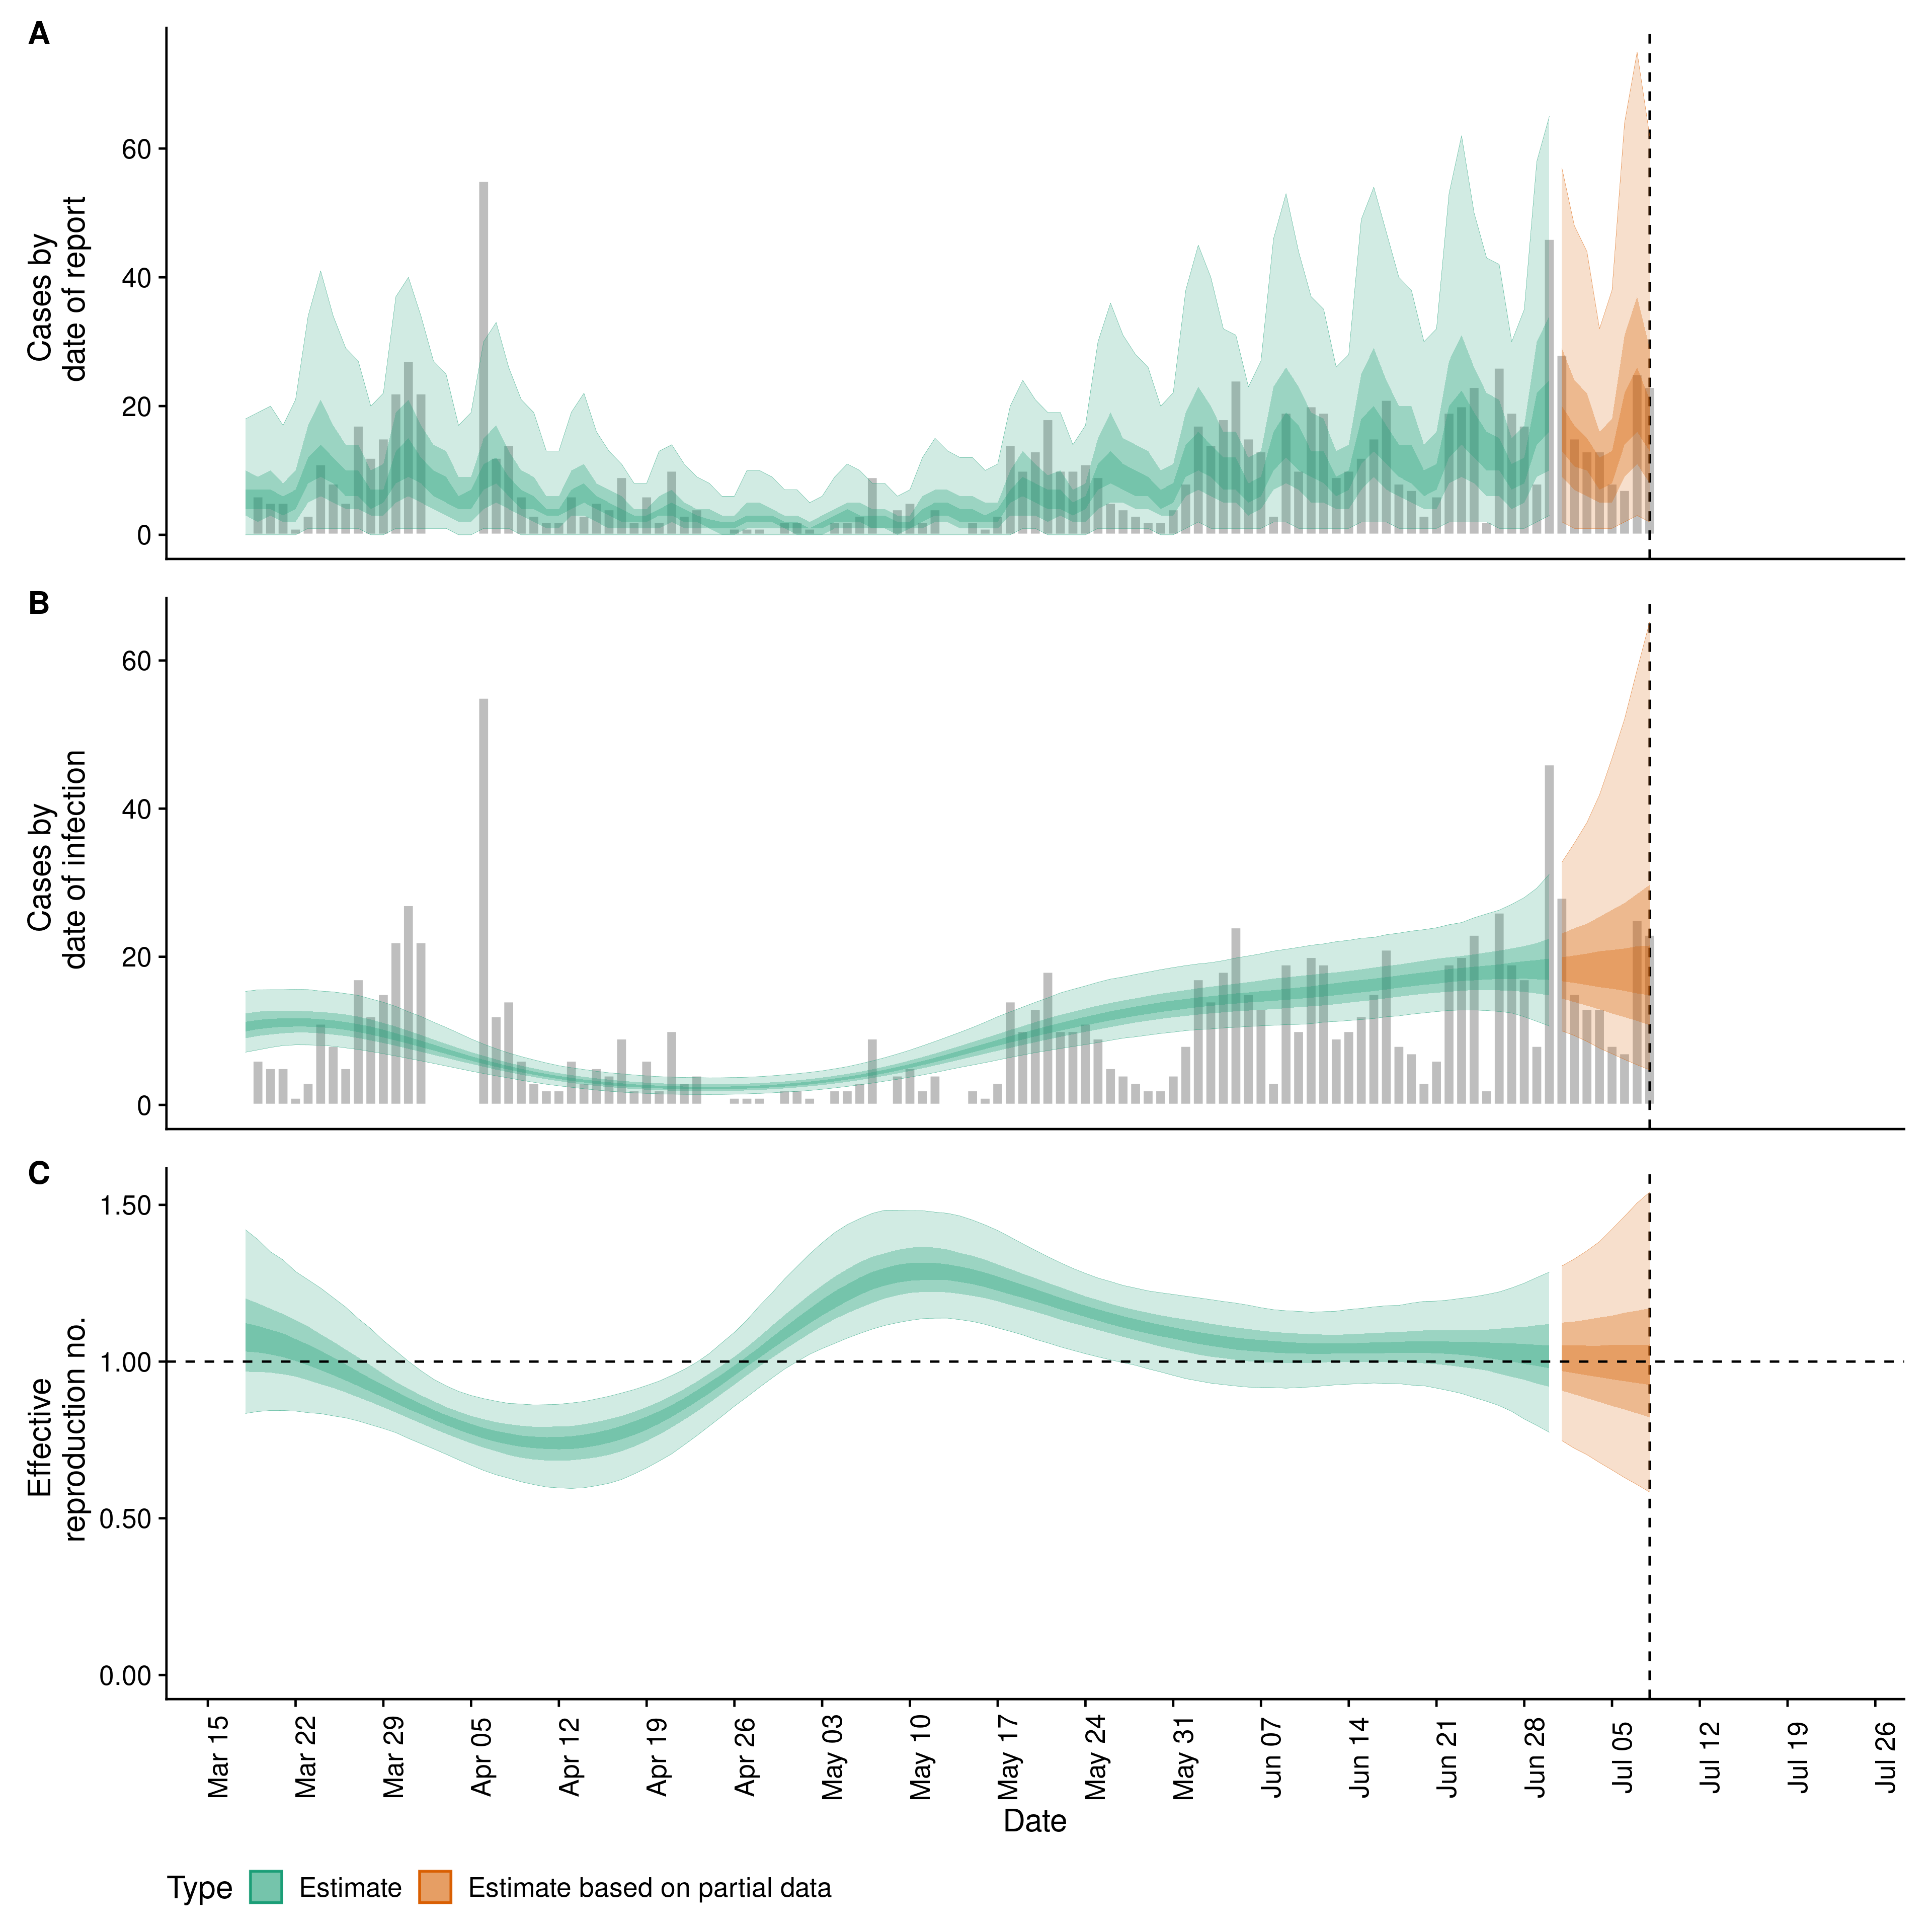 A
Cases by
date of report
60
40
20
0
B
Cases by
date of infection
60
40
20
0
C
Effective
reproduction no.
1.50
1.00
0.50
0.00
Mar 15
Mar 22
Mar 29
Apr 05
Apr 12
Apr 19
Apr 26
May 03
May 10
May 17
May 24
May 31
Jun 07
Jun 14
Jun 21
Jun 28
Jul 05
Jul 12
Jul 19
Jul 26
Date
Type Estimate Estimate based on partial data